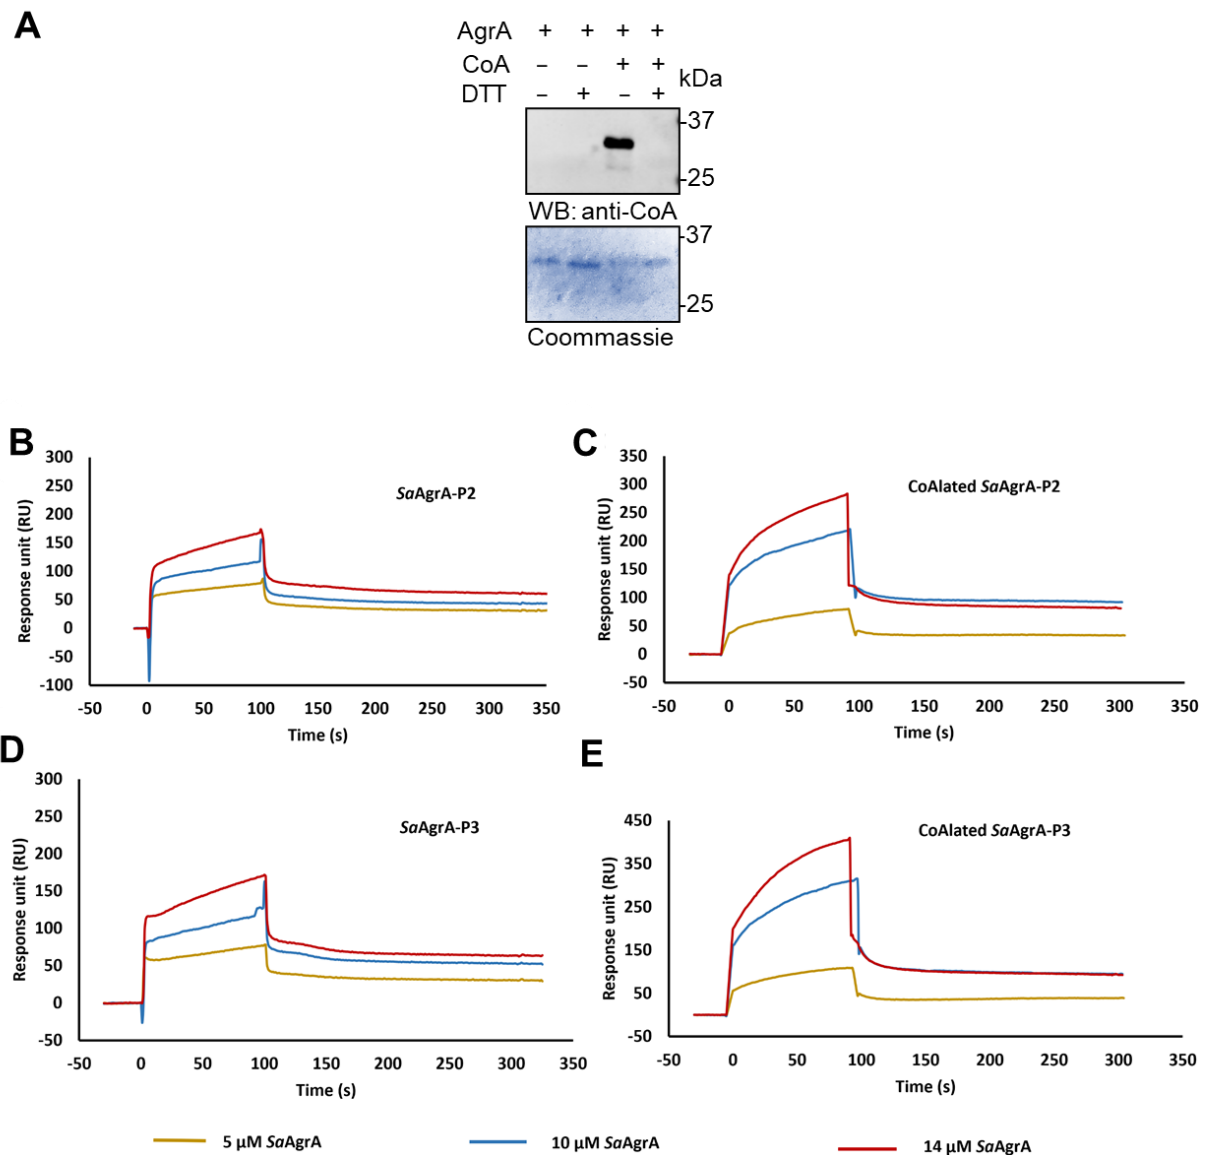 A
AgrA + + + +
CoA – – + +
DTT – + – +
kDa
-37
-25
WB: anti-CoA
-37
-25
Coommassie
B
300
250
200
150
100
50
0
-50
-100
Response unit (RU)
SaAgrA-P2
-50 0 50 100 150 200 250 300 350
Time (s)
C
350
300
250
200
150
100
50
0
-50
Response unit (RU)
CoAlated SaAgrA-P2
-50 0 50 100 150 200 250 300 350
Time (s)
D
300
250
200
150
100
50
0
-50
Response unit (RU)
SaAgrA-P3
-50 0 50 100 150 200 250 300 350
Time (s)
E
450
350
250
150
50
-50
Response unit (RU)
CoAlated SaAgrA-P3
-50 0 50 100 150 200 250 300 350
Time (s)
5 µM SaAgrA
10 µM SaAgrA
14 µM SaAgrA